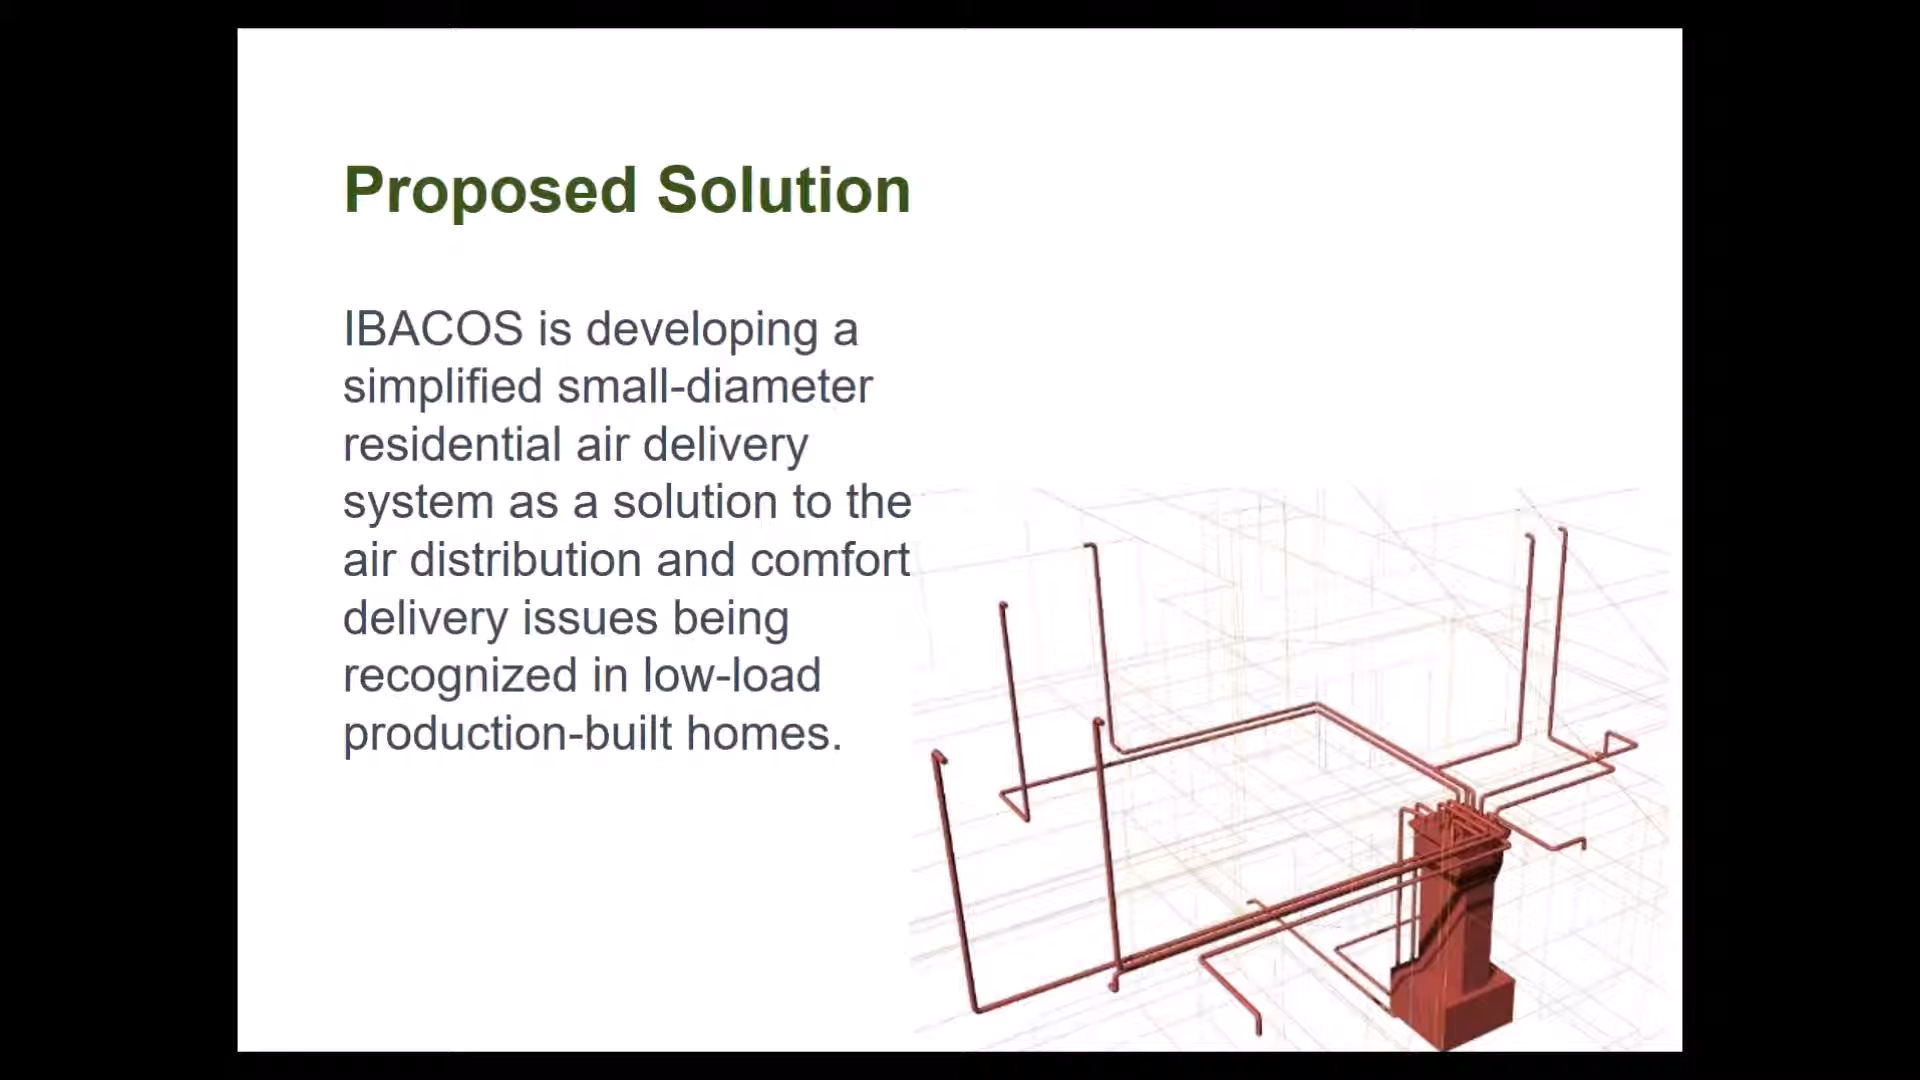 Proposed Solution
IBACOS is developing a
simplified small-diameter
residential air delivery
system as a solution to the
air distribution and comfort
delivery issues being
recognized in low-load
production-built homes.